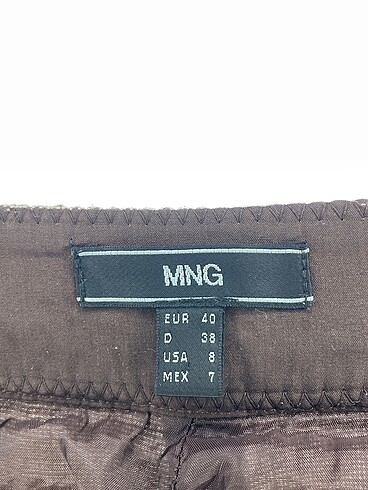 MNG
EUR 40
D 38
USA 8
MEX 7